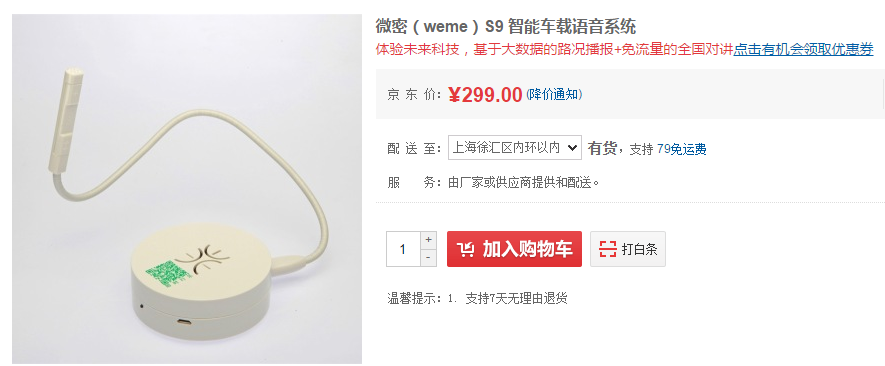 微密（weme）S9 智能车载语音系统
体验未来科技，基于大数据的路况播报+免流量的全国对讲点击有机会领取优惠券
京 东 价：¥299.00 (降价通知)
配 送 至：上海徐汇区内环以内 有货，支持 79免运费
服 务：由厂家或供应商提供和配送。
1 + -
加入购物车 打白条
温馨提示：1. 支持7天无理由退货